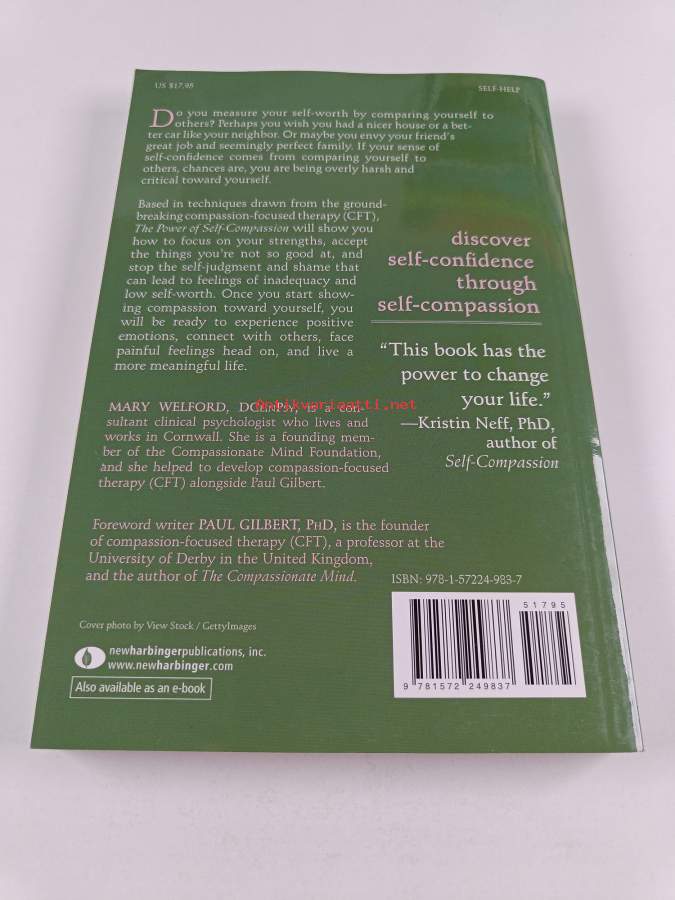 US $17.95
SELF-HELP
Do you measure your self-worth by comparing yourself to
others? Perhaps you wish you had a nicer house or a bet-
ter car like your neighbor. Or maybe you envy your friend's
great job and seemingly perfect family. If your sense of
self-confidence comes from comparing yourself to
others, chances are, you are being overly harsh and
critical toward yourself.
Based in techniques drawn from the ground-
breaking compassion-focused therapy (CFT),
The Power of Self-Compassion will show you
how to focus on your strengths, accept
the things you're not so good at, and
stop the self-judgment and shame that
can lead to feelings of inadequacy and
low self-worth. Once you start show-
ing compassion toward yourself, you
will be ready to experience positive
emotions, connect with others, face
painful feelings head on, and live a
more meaningful life.
discover
self-confidence
through
self-compassion
"This book has the
power to change
your life."
—Kristin Neff, PhD,
author of
Self-Compassion
Antikvariaatti.net
MARY WELFORD, DCLINPSY, is a con-
sultant clinical psychologist who lives and
works in Cornwall. She is a founding mem-
ber of the Compassionate Mind Foundation,
and she helped to develop compassion-focused
therapy (CFT) alongside Paul Gilbert.
Foreword writer PAUL GILBERT, PHD, is the founder
of compassion-focused therapy (CFT), a professor at the
University of Derby in the United Kingdom,
and the author of The Compassionate Mind.
ISBN: 978-1-57224-983-7
51795
9 781572 249837
Cover photo by View Stock / GettyImages
newharbingerpublications, inc.
www.newharbinger.com
Also available as an e-book